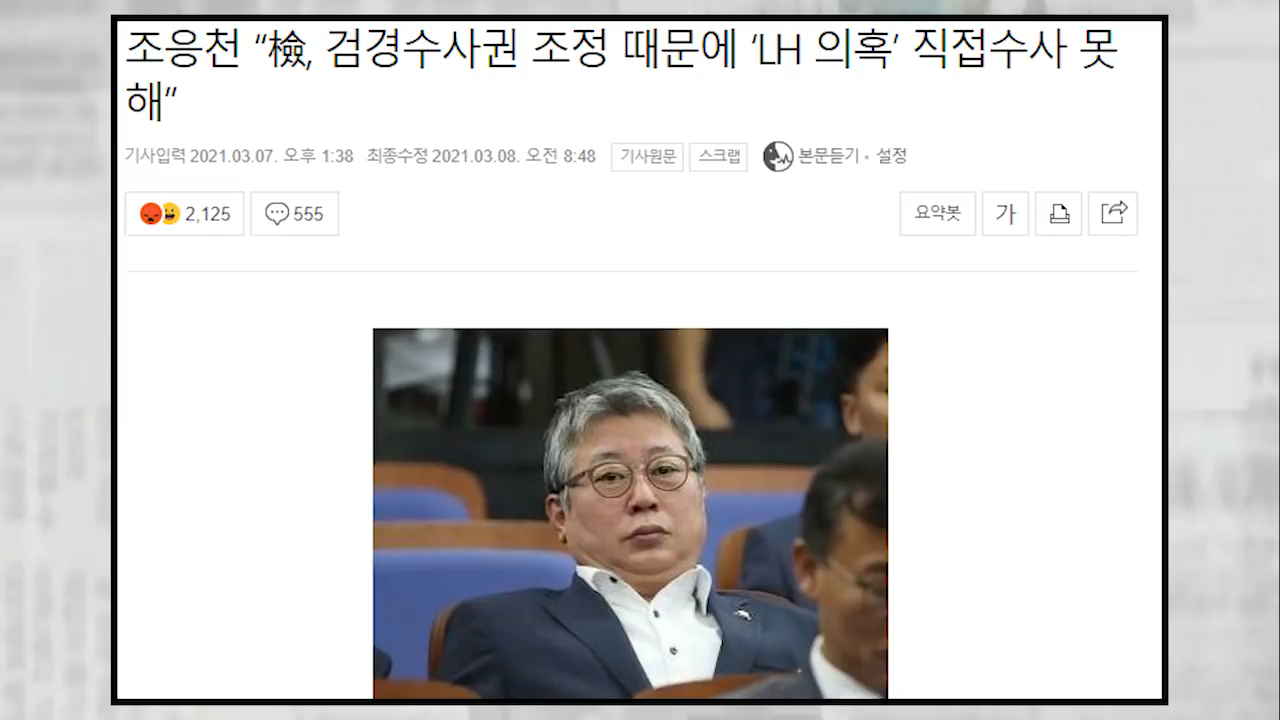 조응천 “檢, 검경수사권 조정 때문에 ‘LH 의혹’ 직접수사 못
해”
기사입력 2021.03.07. 오후 1:38 최종수정 2021.03.08. 오전 8:48 기사원문 스크랩 본문듣기 · 설정
2,125 555 요약봇 가